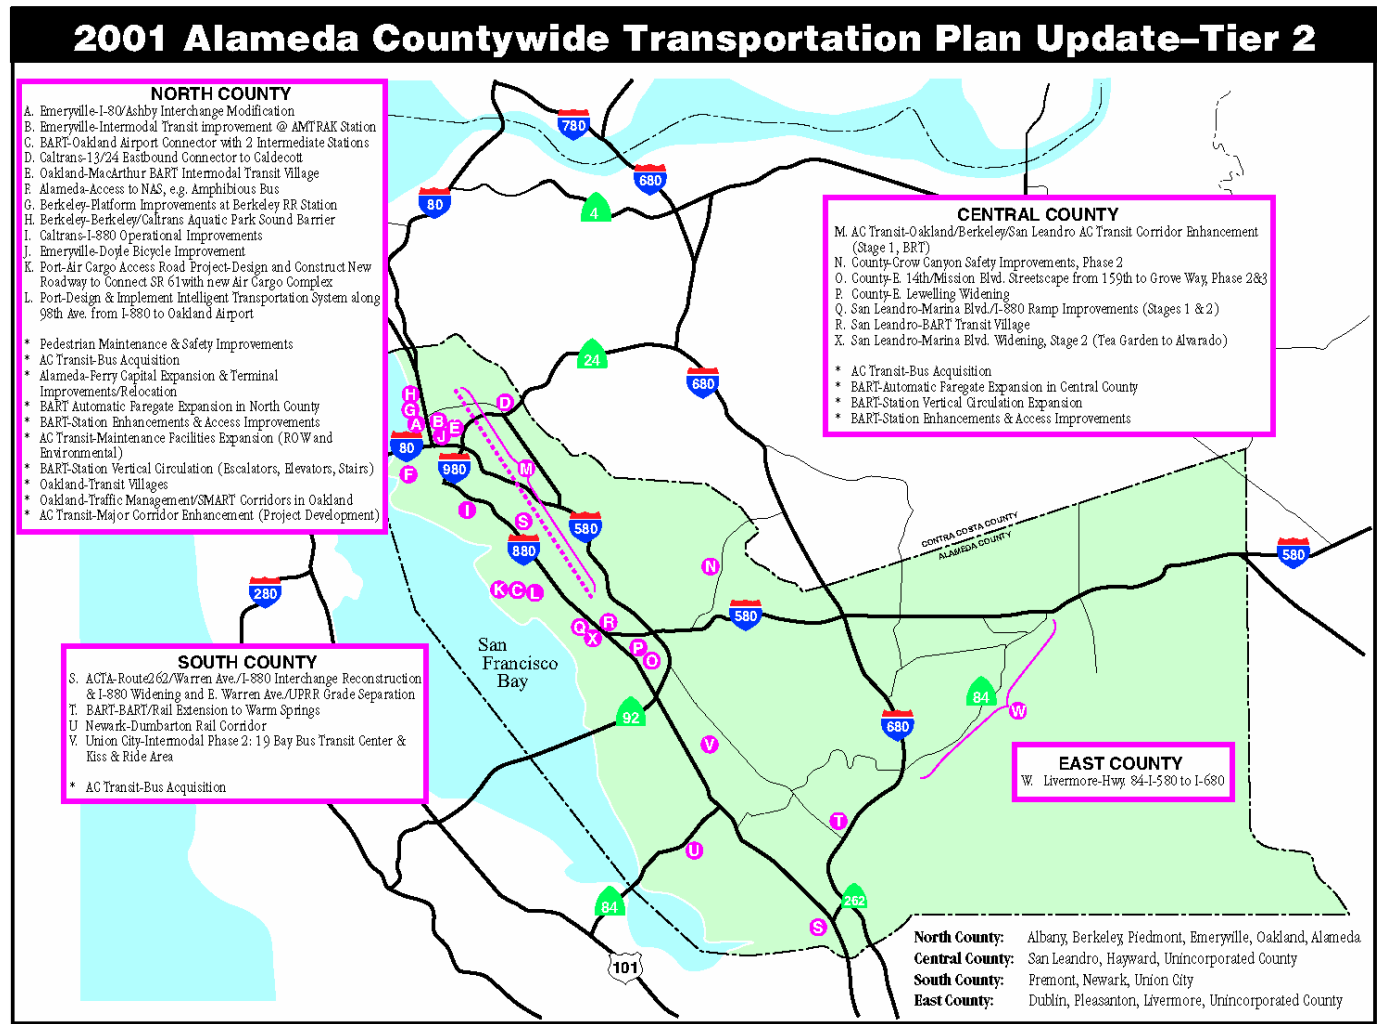 2001 Alameda Countywide Transportation Plan Update–Tier 2
NORTH COUNTY
A. Emeryville-I-80/Ashby Interchange Modification
B. Emeryville-Intermodal Transit improvement @ AMTRAK Station
C. BART-Oakland Airport Connector with 2 Intermediate Stations
D. Caltrans-13/24 Eastbound Connector to Caldecott
E. Oakland-MacArthur BART Intermodal Transit Village
F. Alameda-Access to NAS, e.g. Amphibious Bus
G. Berkeley-Platform Improvements at Berkeley RR Station
H. Berkeley-Berkeley/Caltrans Aquatic Park Sound Barrier
I. Caltrans-I-880 Operational Improvements
J. Emeryville-Doyle Bicycle Improvement
K. Port-Air Cargo Access Road Project-Design and Construct New
Roadway to Connect SR 61with new Air Cargo Complex
L. Port-Design & Implement Intelligent Transportation System along
98th Ave. from I-880 to Oakland Airport
* Pedestrian Maintenance & Safety Improvements
* AC Transit-Bus Acquisition
* Alameda-Ferry Capital Expansion & Terminal
Improvements/Relocation
* BART Automatic Faregate Expansion in North County
* BART-Station Enhancements & Access Improvements
* AC Transit-Maintenance Facilities Expansion (ROW and
Environmental)
* BART-Station Vertical Circulation (Escalators, Elevators, Stairs)
* Oakland-Transit Villages
* Oakland-Traffic Management/SMART Corridors in Oakland
* AC Transit-Major Corridor Enhancement (Project Development)
CENTRAL COUNTY
M. AC Transit-Oakland/Berkeley/San Leandro AC Transit Corridor Enhancement
(Stage 1, BRT)
N. County-Crow Canyon Safety Improvements, Phase 2
O. County-E. 14th/Mission Blvd. Streetscape from 159th to Grove Way, Phase 2&3
P. County-E. Lewelling Widening
Q. San Leandro-Marina Blvd./I-880 Ramp Improvements (Stages 1 & 2)
R. San Leandro-BART Transit Village
X. San Leandro-Marina Blvd. Widening, Stage 2 (Tea Garden to Alvarado)
* AC Transit-Bus Acquisition
* BART-Automatic Faregate Expansion in Central County
* BART-Station Vertical Circulation Expansion
* BART-Station Enhancements & Access Improvements
SOUTH COUNTY
S. ACTA-Route262/Warren Ave./I-880 Interchange Reconstruction
& I-880 Widening and E. Warren Ave./UPRR Grade Separation
T. BART-BART/Rail Extension to Warm Springs
U Newark-Dumbarton Rail Corridor
V. Union City-Intermodal Phase 2: 19 Bay Bus Transit Center &
Kiss & Ride Area
* AC Transit-Bus Acquisition
EAST COUNTY
W. Livermore-Hwy. 84-I-580 to I-680
780
680
80
4
24
680
H
G
A
B
J
E
D
80
980
F
M
I
S
580
880
CONTRA COSTA COUNTY
ALAMEDA COUNTY
580
N
K
C
L
280
580
Q
R
X
P
O
San
Francisco
Bay
84
W
92
680
V
T
U
84
262
S
101
North County: Albany, Berkeley, Piedmont, Emeryville, Oakland, Alameda
Central County: San Leandro, Hayward, Unincorporated County
South County: Fremont, Newark, Union City
East County: Dublin, Pleasanton, Livermore, Unincorporated County